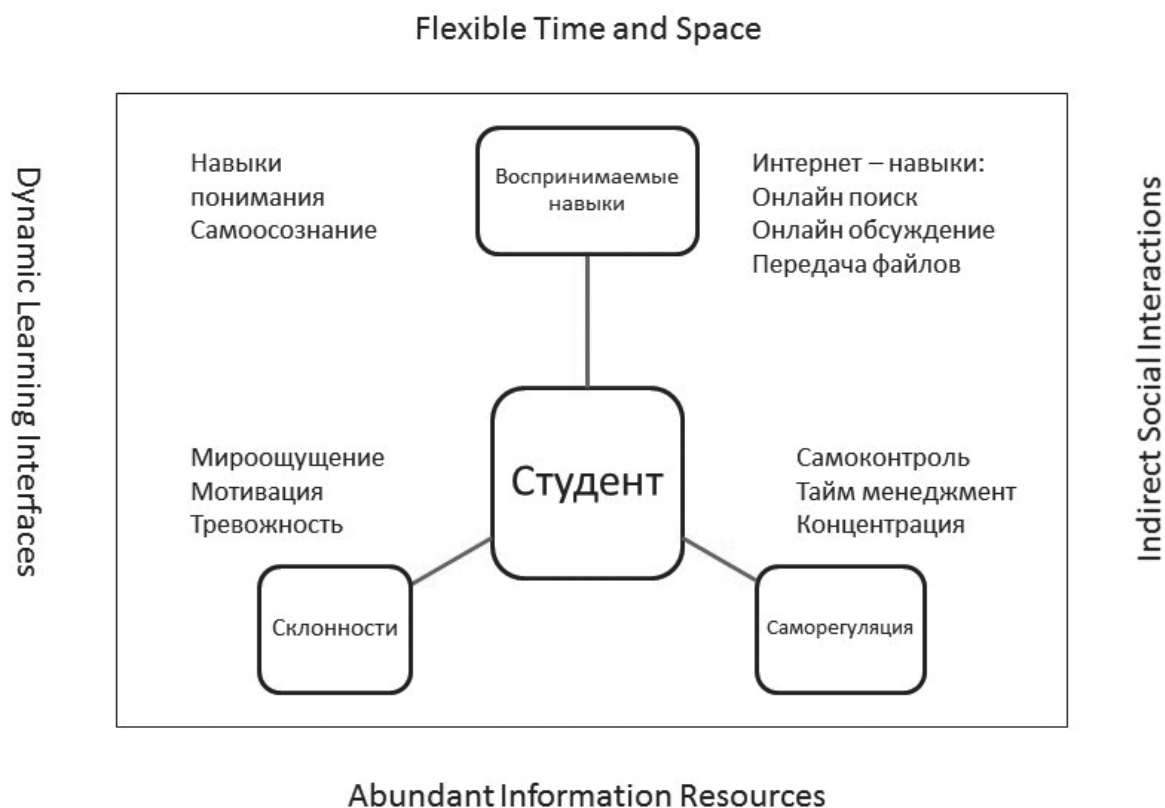 Flexible Time and Space
Dynamic Learning Interfaces
Навыки
понимания
Самоосознание
Воспринимаемые
навыки
Интернет – навыки:
Онлайн поиск
Онлайн обсуждение
Передача файлов
Indirect Social Interactions
Мироощущение
Мотивация
Тревожность
Студент
Самоконтроль
Тайм менеджмент
Концентрация
Склонности
Саморегуляция
Abundant Information Resources